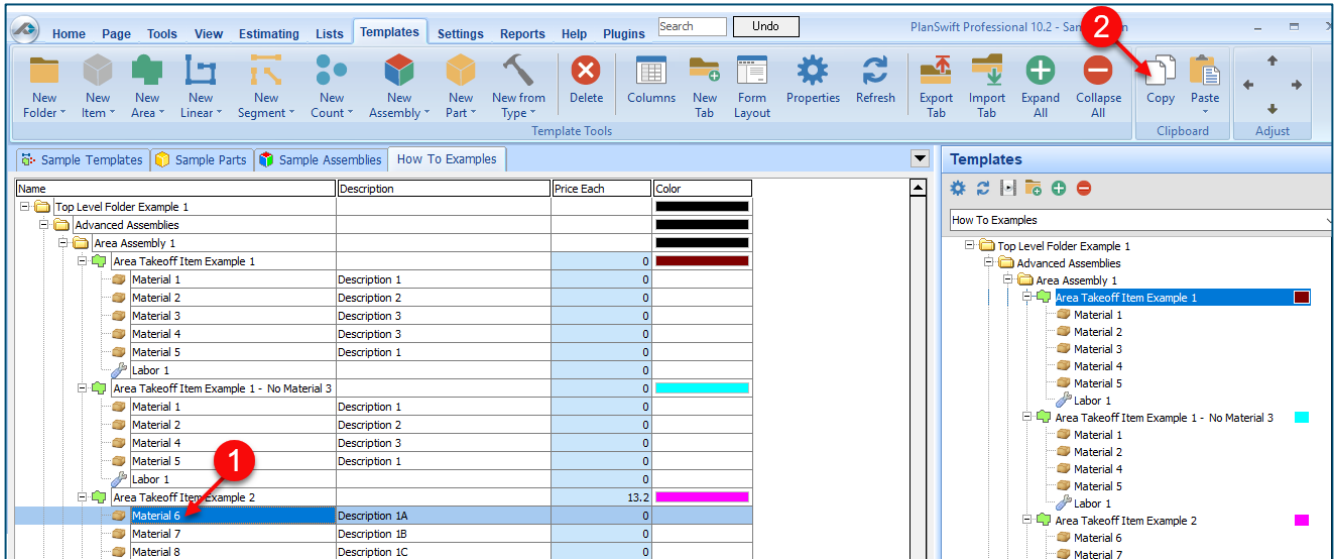 Home Page Tools View Estimating Lists Templates Settings Reports Help Plugins Search Undo
2
New Folder
New Item
New Area
New Linear
New Segment
New Count
New Assembly
New Part
New from Type
Delete
Columns
New Tab
Form Layout
Properties
Refresh
Export Tab
Import Tab
Expand All
Collapse All
Copy
Paste
Template Tools
Clipboard
Adjust
PlanSwift Professional 10.2 -
Sample Templates Sample Parts Sample Assemblies How To Examples
Name Description Price Each Color
Top Level Folder Example 1
Advanced Assemblies
Area Assembly 1
Area Takeoff Item Example 1 0
Material 1 Description 1 0
Material 2 Description 2 0
Material 3 Description 3 0
Material 4 Description 3 0
Material 5 Description 1 0
Labor 1 0
Area Takeoff Item Example 1 - No Material 3 0
Material 1 Description 1 0
Material 2 Description 2 0
Material 4 Description 3 0
Material 5 Description 1 0
1
Labor 1 0
Area Takeoff Item Example 2 13.2
Material 6 Description 1A 0
Material 7 Description 1B 0
Material 8 Description 1C 0
Templates
How To Examples
Top Level Folder Example 1
Advanced Assemblies
Area Assembly 1
Area Takeoff Item Example 1
Material 1
Material 2
Material 3
Material 4
Material 5
Labor 1
Area Takeoff Item Example 1 - No Material 3
Material 1
Material 2
Material 4
Material 5
Labor 1
Area Takeoff Item Example 2
Material 6
Material 7